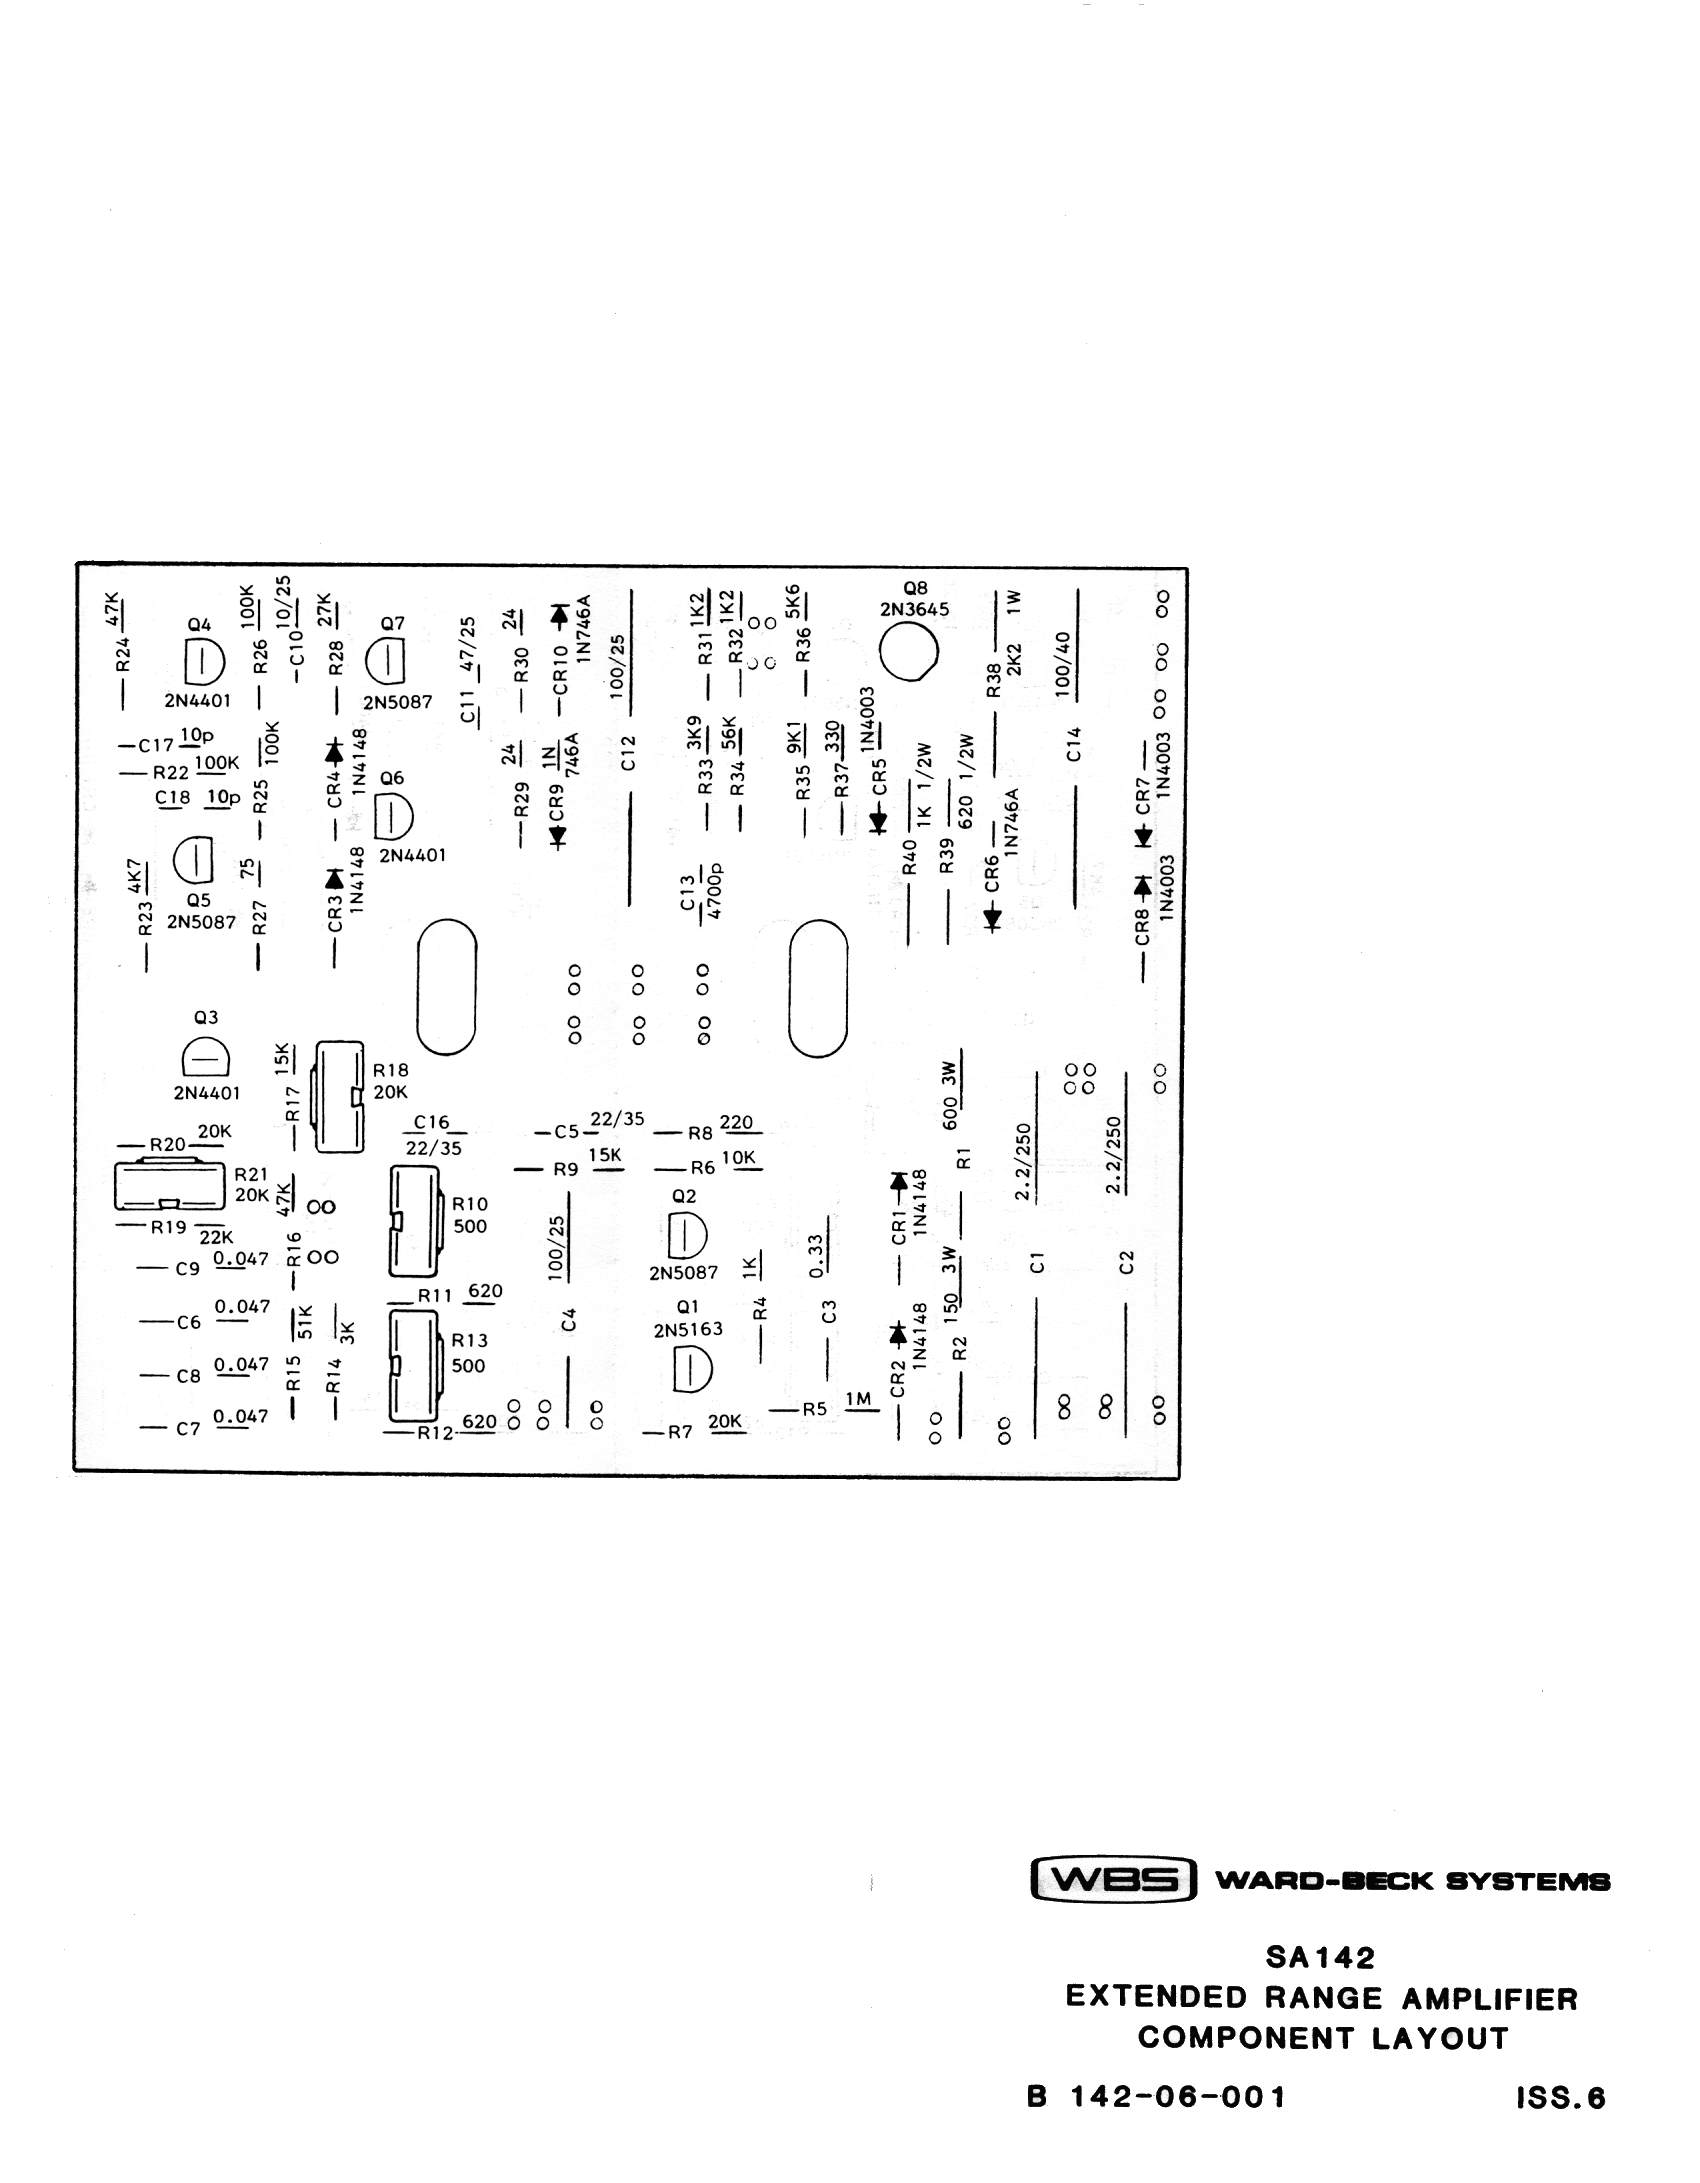 R24 47K
Q4
2N4401
R26 100K
C10 10/25
R28 27K
Q7
2N5087
C11 47/25
R30 24
CR10
1N746A
C12 100/25
R31 1K2
R32 1K2
R36 5K6
Q8
2N3645
R38
2K2 1W
C14 100/40
C17 10p
R22 100K
C18 10p
R25 100K
CR4
1N4148
Q6
2N4401
R29 24
CR9 1N
746A
R33 3K9
R34 56K
R35 9K1
R37 330
CR5 1N4003
R40
1K 1/2W
R39
620 1/2W
CR6
1N746A
CR7
1N4003
R23 4K7
Q5
2N5087
R27 75
CR3
1N4148
C13
4700p
CR8
1N4003
Q3
2N4401
R17 15K
R18
20K
C16
22/35
C5 22/35
R8 220
R9 15K
R6 10K
R1 600 3W
R20 20K
R21
20K
R19
22K
R16 47K
R10
500
C4 100/25
Q2
2N5087
C3 0.33
CR1
1N4148
C1 2.2/250
C2 2.2/250
C9 0.047
C6 0.047
C8 0.047
C7 0.047
R15 51K
R14 3K
R11 620
R13
500
R12 620
Q1
2N5163
R4 1K
R5 1M
R7 20K
CR2
1N4148
R2 150 3W
WBS WARD-BECK SYSTEMS
SA142
EXTENDED RANGE AMPLIFIER
COMPONENT LAYOUT
B 142-06-001 ISS.6